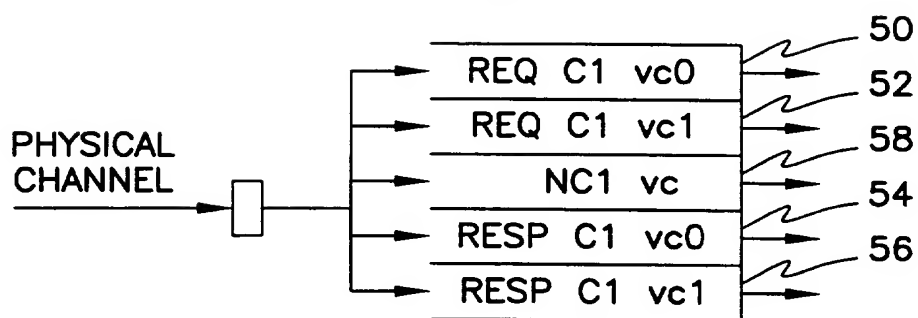 50
REQ C1 vc0
52
REQ C1 vc1
58
PHYSICAL
CHANNEL
NC1 vc
54
RESP C1 vc0
56
RESP C1 vc1